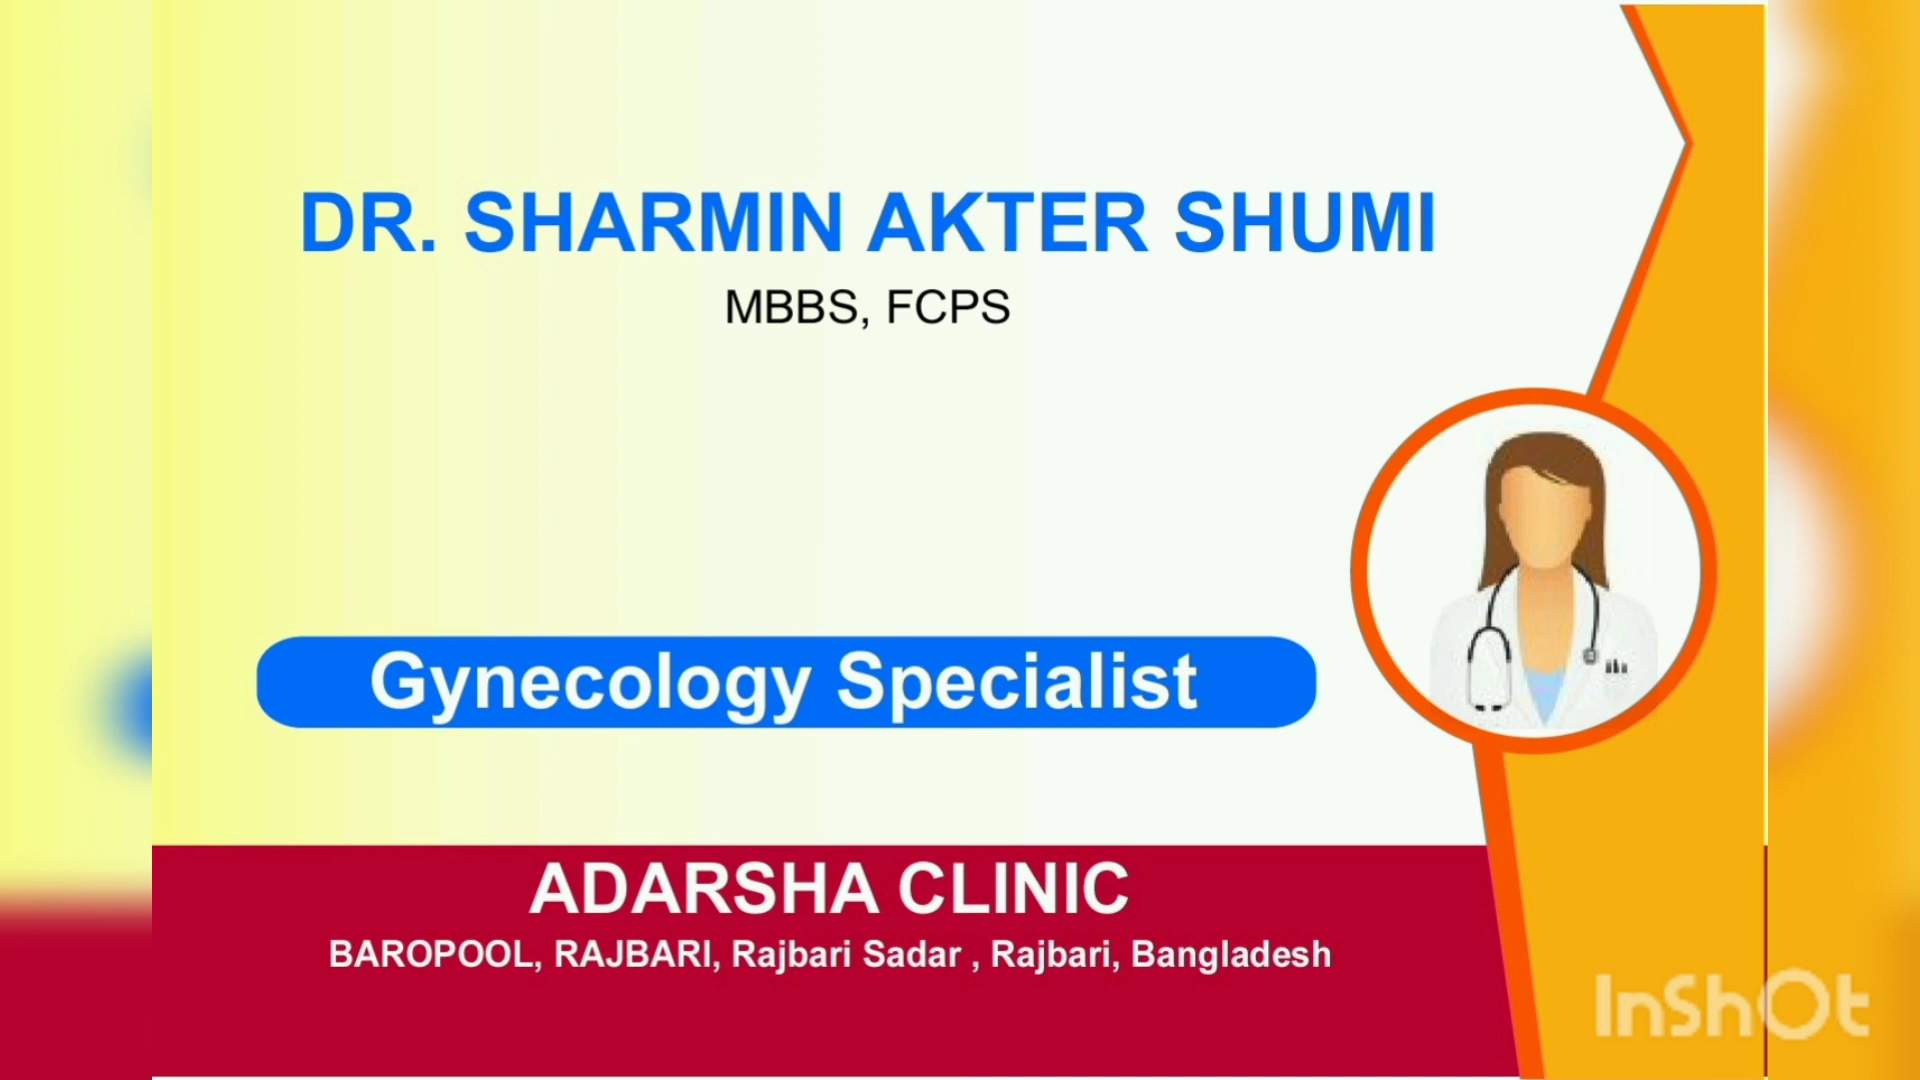 DR. SHARMIN AKTER SHUMI
MBBS, FCPS
Gynecology Specialist
ADARSHA CLINIC
BAROPOOL, RAJBARI, Rajbari Sadar , Rajbari, Bangladesh
InShOt